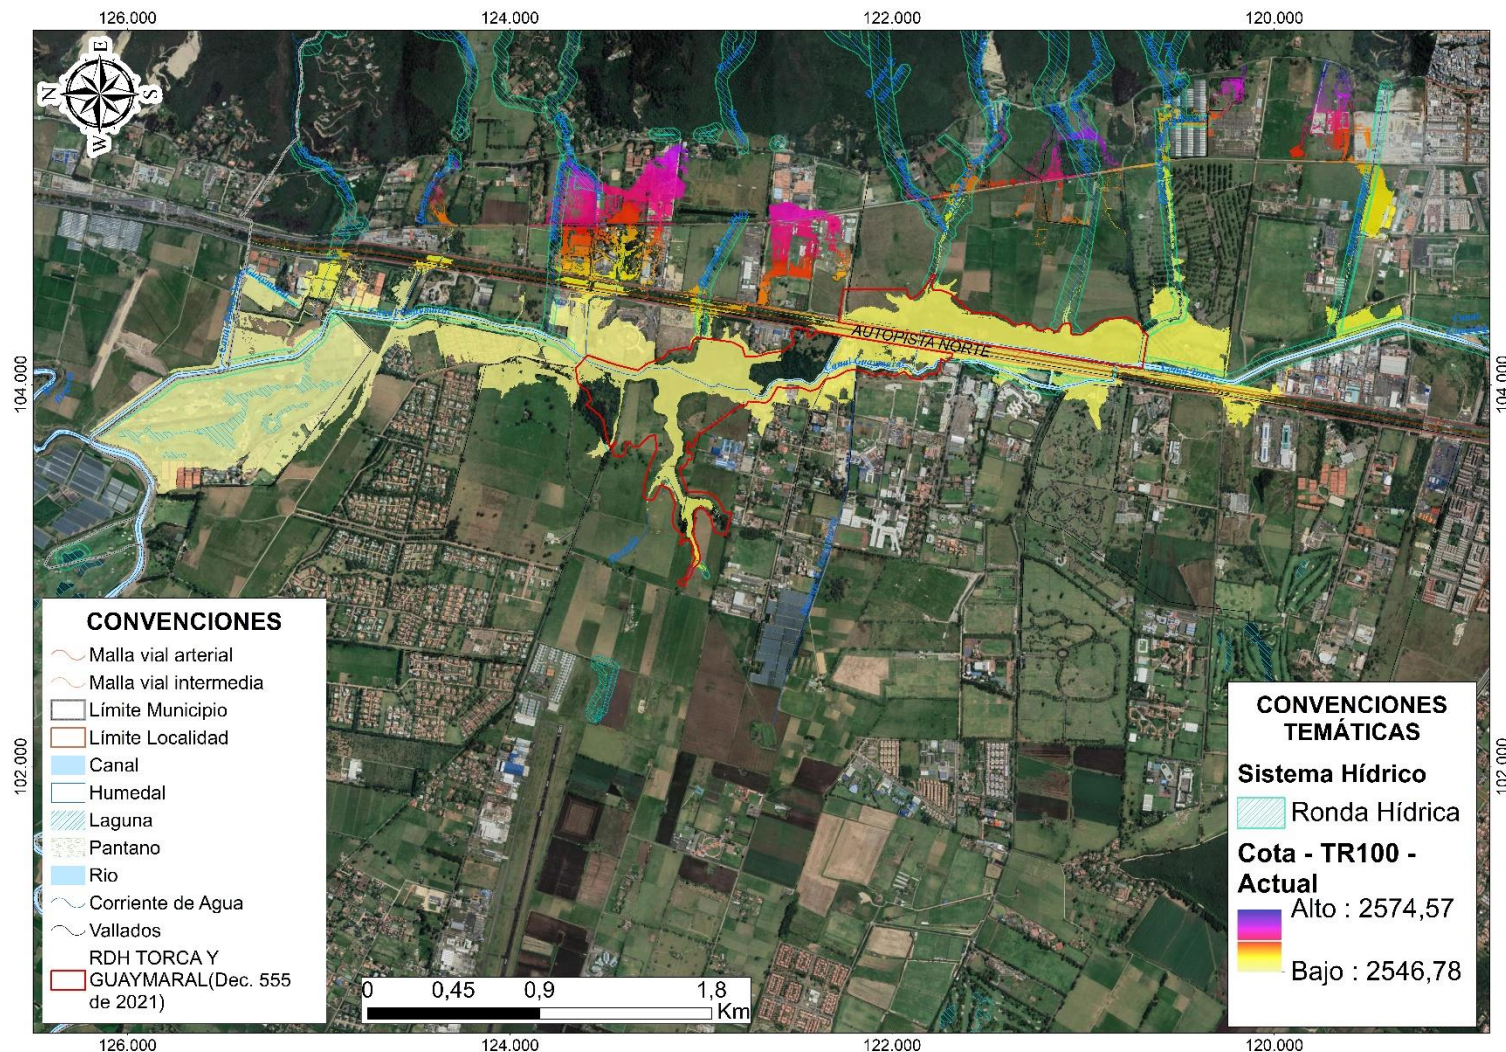 126.000
124.000
122.000
120.000
E
N
S
W
104.000
104.000
AUTOPISTA NORTE
Canal Guaymaral
Canal Torca
102.000
102.000
CONVENCIONES
Malla vial arterial
Malla vial intermedia
Límite Municipio
Límite Localidad
Canal
Humedal
Laguna
Pantano
Rio
Corriente de Agua
Vallados
RDH TORCA Y
GUAYMARAL(Dec. 555
de 2021)
0
0,45
0,9
1,8
Km
CONVENCIONES
TEMÁTICAS
Sistema Hídrico
Ronda Hídrica
Cota - TR100 -
Actual
Alto : 2574,57
Bajo : 2546,78
126.000
124.000
122.000
120.000